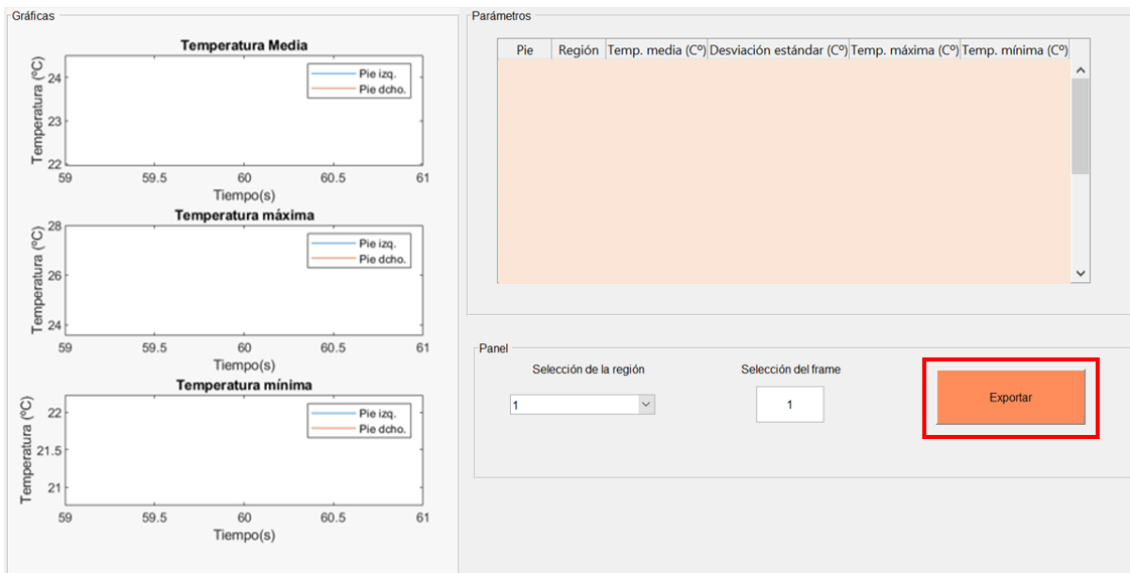 Gráficas
Temperatura Media
Temperatura (ºC)
24
23
22
Pie izq.
Pie dcho.
59 59.5 60 60.5 61
Tiempo(s)
Temperatura máxima
Temperatura (ºC)
28
26
24
Pie izq.
Pie dcho.
59 59.5 60 60.5 61
Tiempo(s)
Temperatura mínima
Temperatura (ºC)
22
21.5
21
Pie izq.
Pie dcho.
59 59.5 60 60.5 61
Tiempo(s)
Parámetros
Pie Región Temp. media (Cº) Desviación estándar (Cº) Temp. máxima (Cº) Temp. mínima (Cº)
Panel
Selección de la región Selección del frame
1 1 Exportar